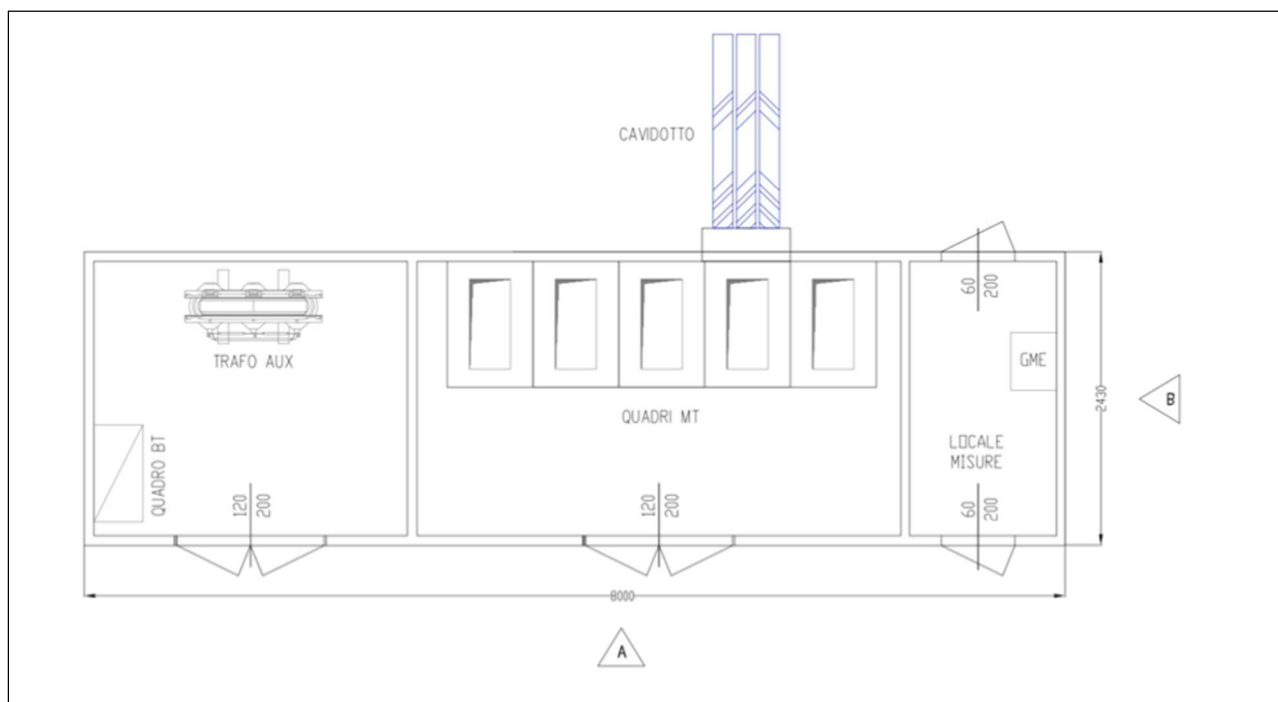 CAVIDOTTO
60
200
TRAFO AUX
GME
QUADRI MT
2430
B
QUADRO BT
LOCALE
MISURE
120
200
120
200
60
200
8000
A